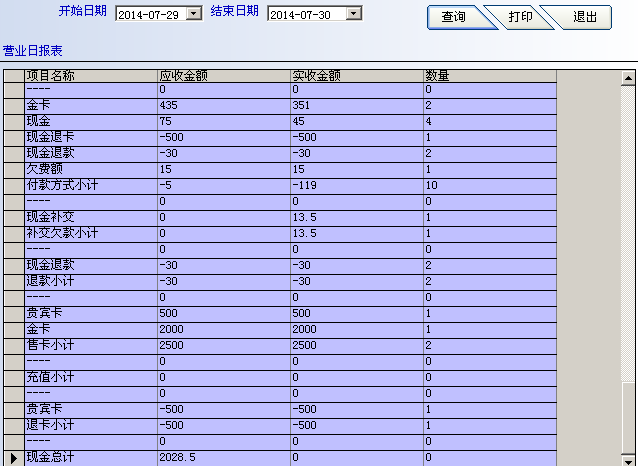 开始日期 2014-07-29 结束日期 2014-07-30 查询 打印 退出
营业日报表
项目名称 应收金额 实收金额 数量
---- 0 0 0
金卡 435 351 2
现金 75 45 4
现金退卡 -500 -500 1
现金退款 -30 -30 2
欠费额 15 15 1
付款方式小计 -5 -119 10
---- 0 0 0
现金补交 0 13.5 1
补交欠款小计 0 13.5 1
---- 0 0 0
现金退款 -30 -30 2
退款小计 -30 -30 2
---- 0 0 0
贵宾卡 500 500 1
金卡 2000 2000 1
售卡小计 2500 2500 2
---- 0 0 0
充值小计 0 0 0
---- 0 0 0
贵宾卡 -500 -500 1
退卡小计 -500 -500 1
---- 0 0 0
现金总计 2028.5 0 0